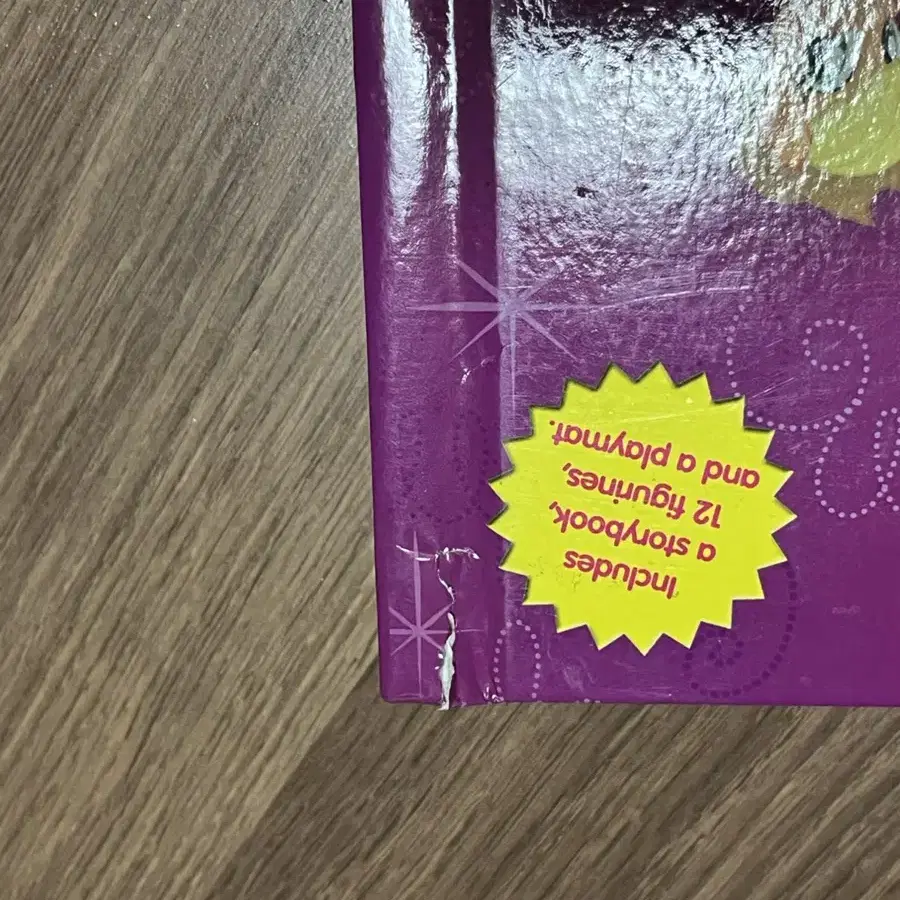 Includes
a storybook,
12 figurines,
and a playmat.